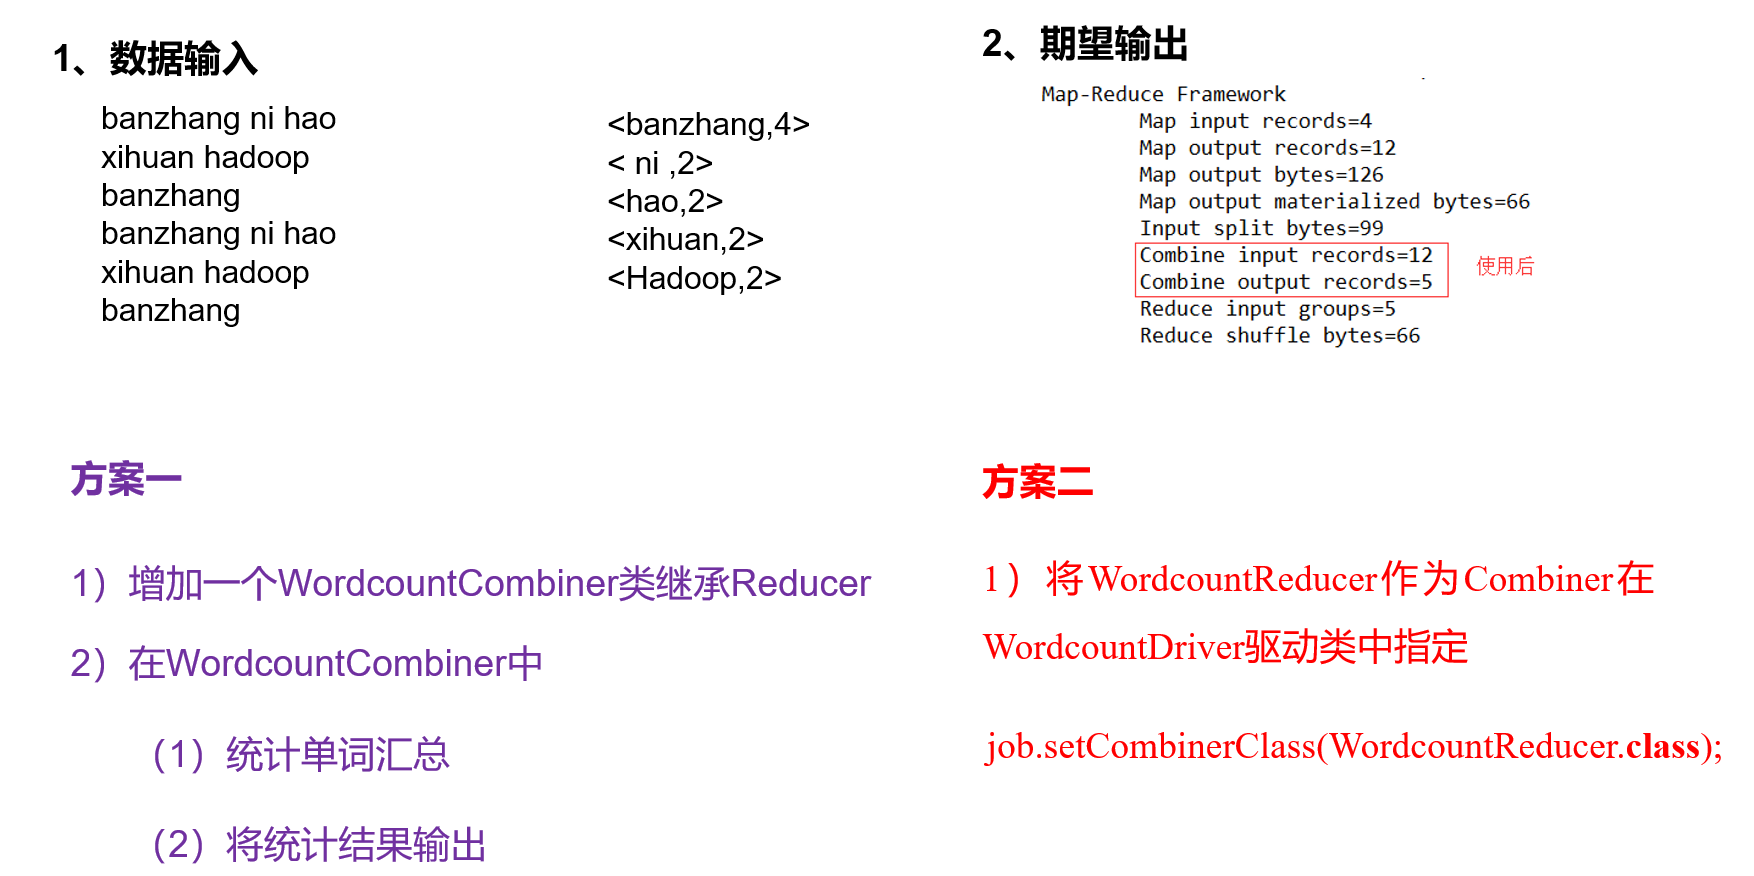 1、数据输入
banzhang ni hao
xihuan hadoop
banzhang
banzhang ni hao
xihuan hadoop
banzhang
<banzhang,4>
< ni ,2>
<hao,2>
<xihuan,2>
<Hadoop,2>
2、期望输出
Map-Reduce Framework
Map input records=4
Map output records=12
Map output bytes=126
Map output materialized bytes=66
Input split bytes=99
Combine input records=12
Combine output records=5
使用后
Reduce input groups=5
Reduce shuffle bytes=66
方案一
1）增加一个WordcountCombiner类继承Reducer
2）在WordcountCombiner中
（1）统计单词汇总
（2）将统计结果输出
方案二
1）将WordcountReducer作为Combiner在
WordcountDriver驱动类中指定
job.setCombinerClass(WordcountReducer.class);